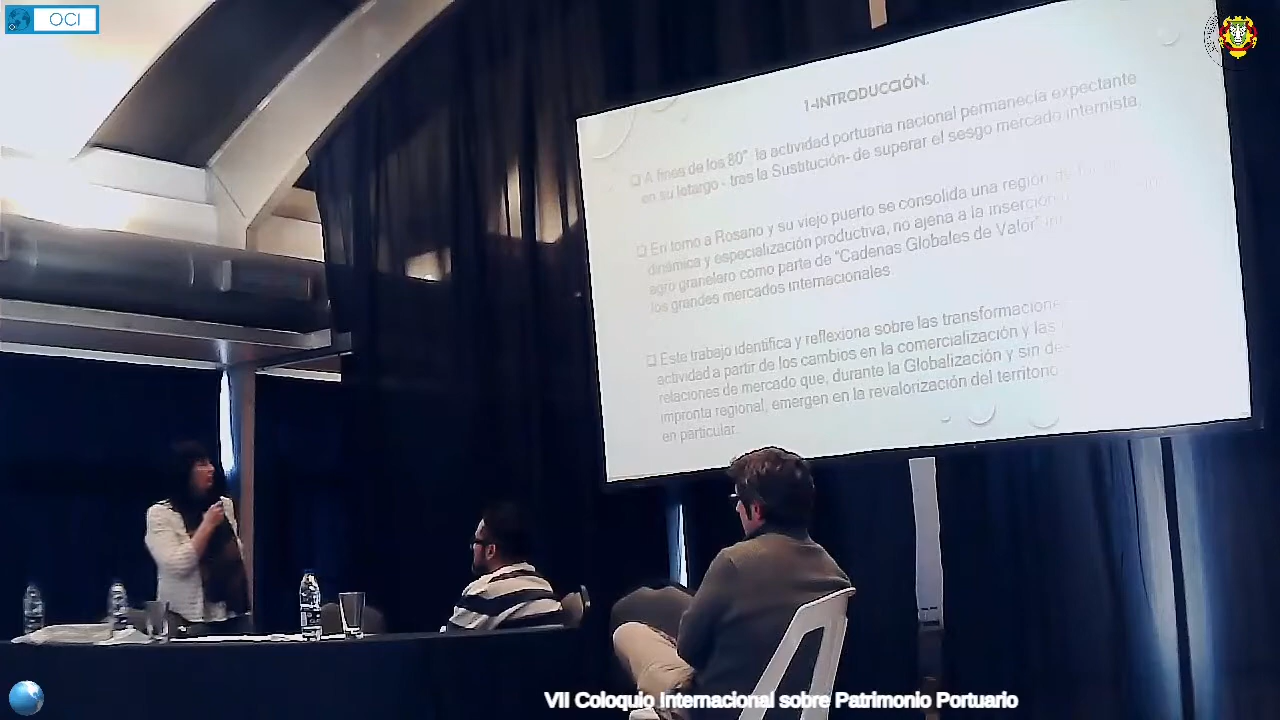 OCI
1-INTRODUCCIÓN.
❑ A fines de los 80", la actividad portuaria nacional permanecía expectante
en su letargo - tras la Sustitución- de superar el sesgo mercado internista.
❑ En torno a Rosario y su viejo puerto se consolida una región de
dinámica y especialización productiva, no ajena a la inserción
agro granelero como parte de "Cadenas Globales de Valor"
los grandes mercados internacionales.
❑ Este trabajo identifica y reflexiona sobre las transformacione
actividad a partir de los cambios en la comercialización y las
relaciones de mercado que, durante la Globalización y sin de
impronta regional, emergen en la revalorización del territorio
en particular.
VII Coloquio Internacional sobre Patrimonio Portuario